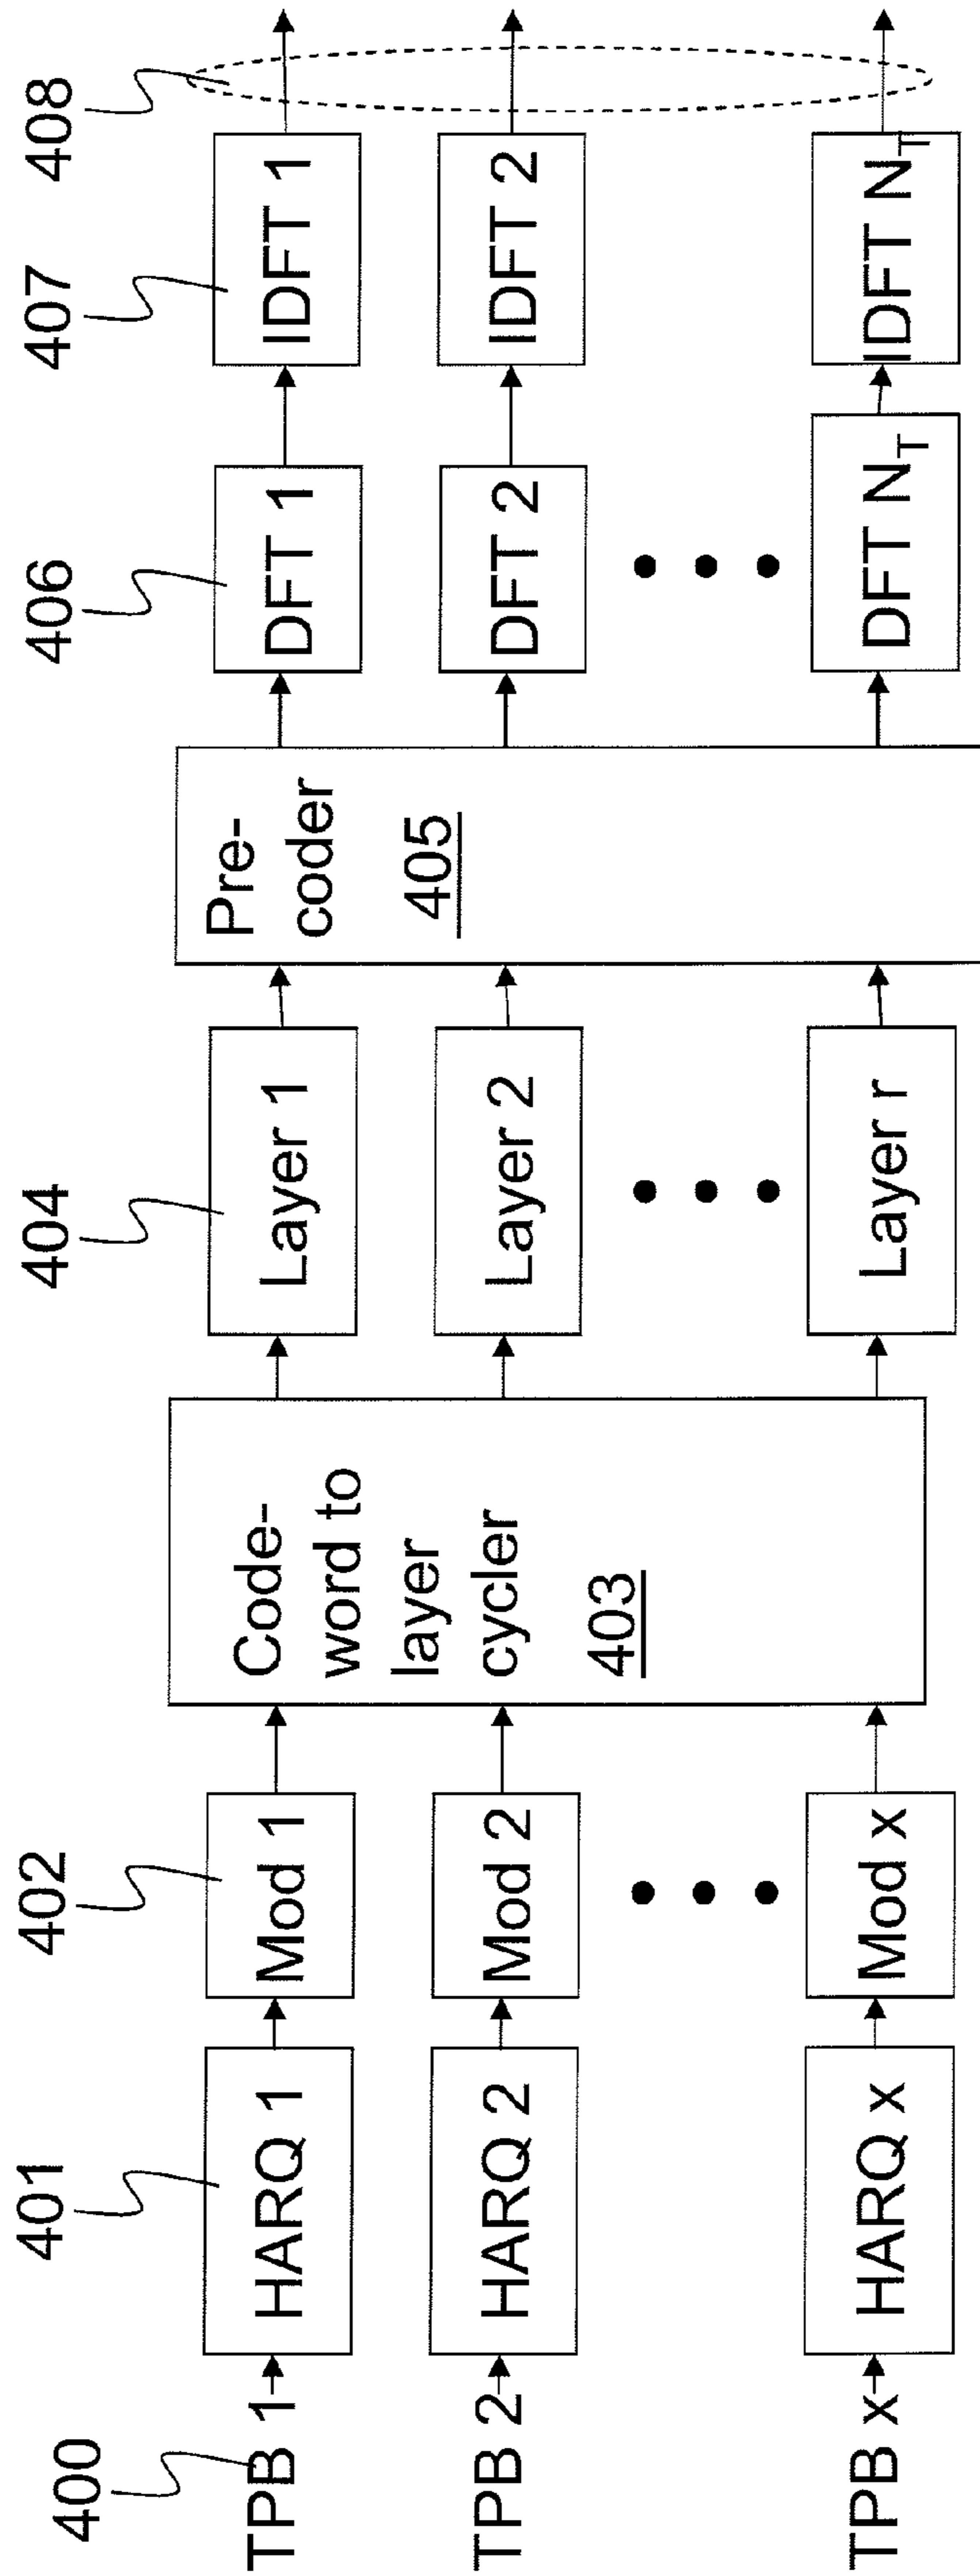 400
401
402
404
406
407
408
TPB 1
HARQ 1
Mod 1
Code-
word to
layer
cycler
403
Layer 1
Pre-
coder
405
DFT 1
IDFT 1
TPB 2
HARQ 2
Mod 2
Layer 2
DFT 2
IDFT 2
TPB x
HARQ x
Mod x
Layer r
DFT NT
IDFT NT